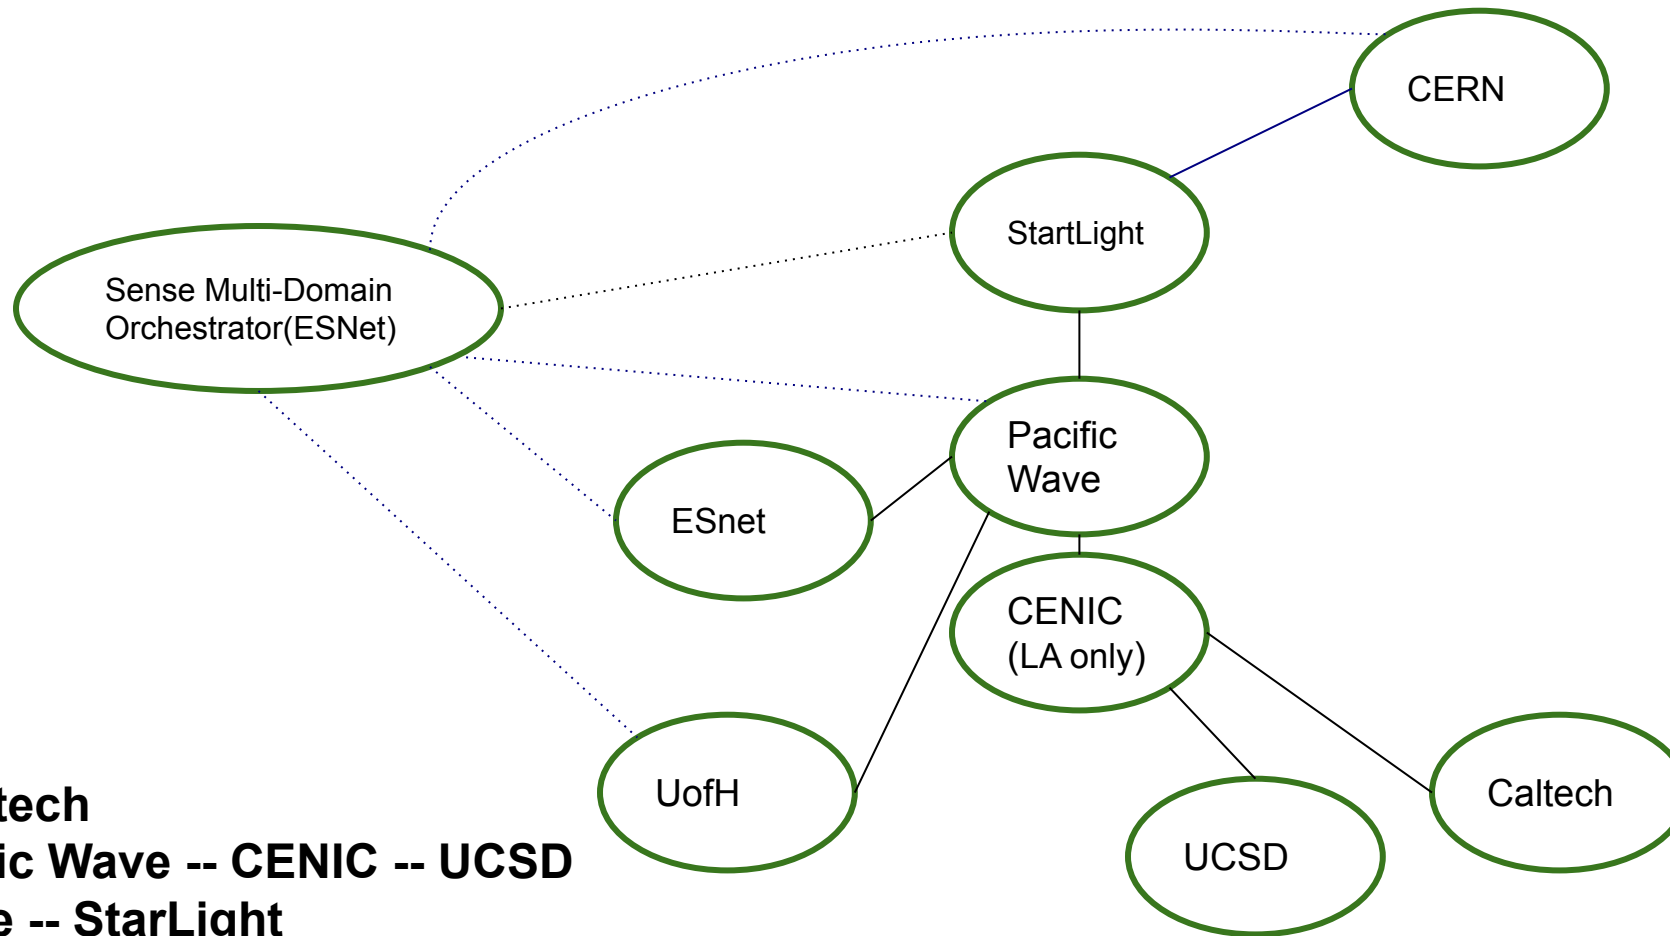 CERN
StartLight
Sense Multi-Domain
Orchestrator(ESNet)
Pacific
Wave
ESnet
CENIC
(LA only)
UofH
Caltech
UCSD
tech
ic Wave -- CENIC -- UCSD
e -- StarLight